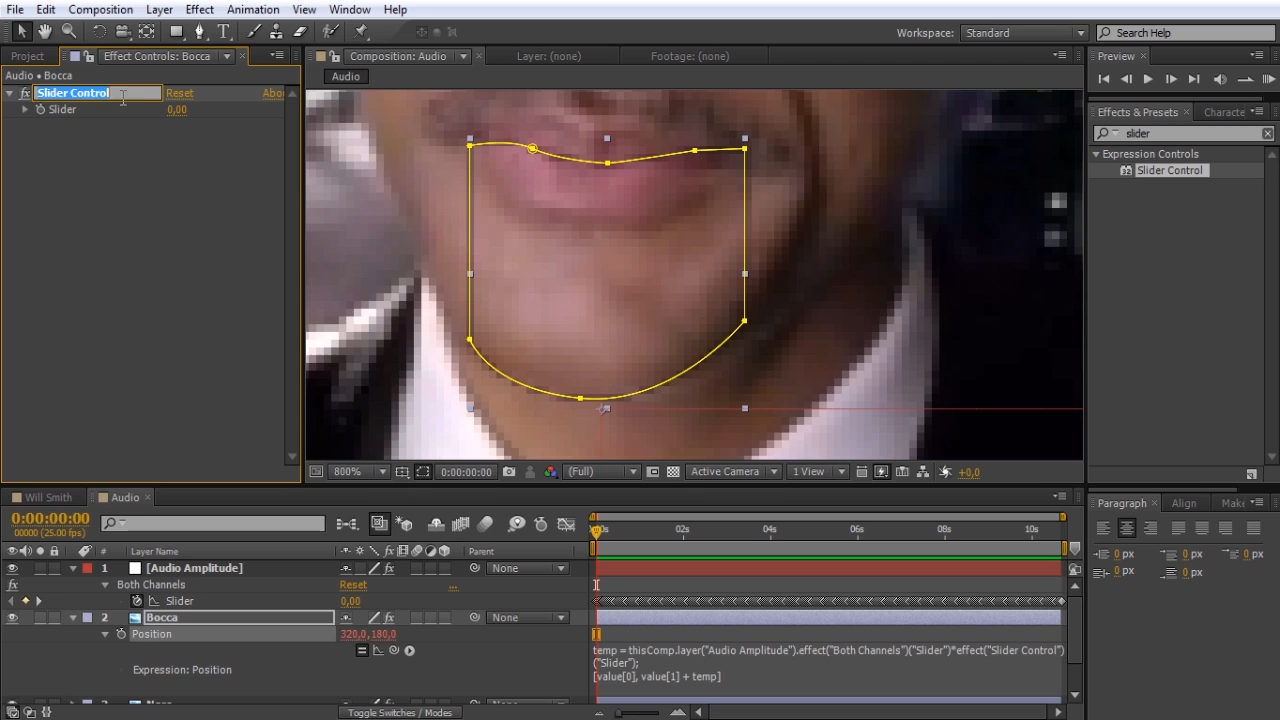 File Edit Composition Layer Effect Animation View Window Help
Workspace: Standard Search Help
Project Effect Controls: Bocca
Composition: Audio Layer: (none) Footage: (none)
Preview
Audio • Bocca
Audio
Slider Control Reset Abo
Slider 0,00
Effects & Presets Characte
slider
Expression Controls
Slider Control
800% 0:00:00:00 (Full) Active Camera 1 View +0,0
Will Smith Audio
Paragraph Align Make
0:00:00:00
00000 (25.00 fps)
# Layer Name Parent
02s 04s 06s 08s 10s
0 px 0 px 0 px
0 px 0 px
1 [Audio Amplitude] None
Both Channels Reset ...
Slider 0,00
2 Bocca None
Position 320,0,180,0
Expression: Position
temp = thisComp.layer("Audio Amplitude").effect("Both Channels")("Slider")*effect("Slider Control")
("Slider");
[value[0], value[1] + temp]
Toggle Switches / Modes